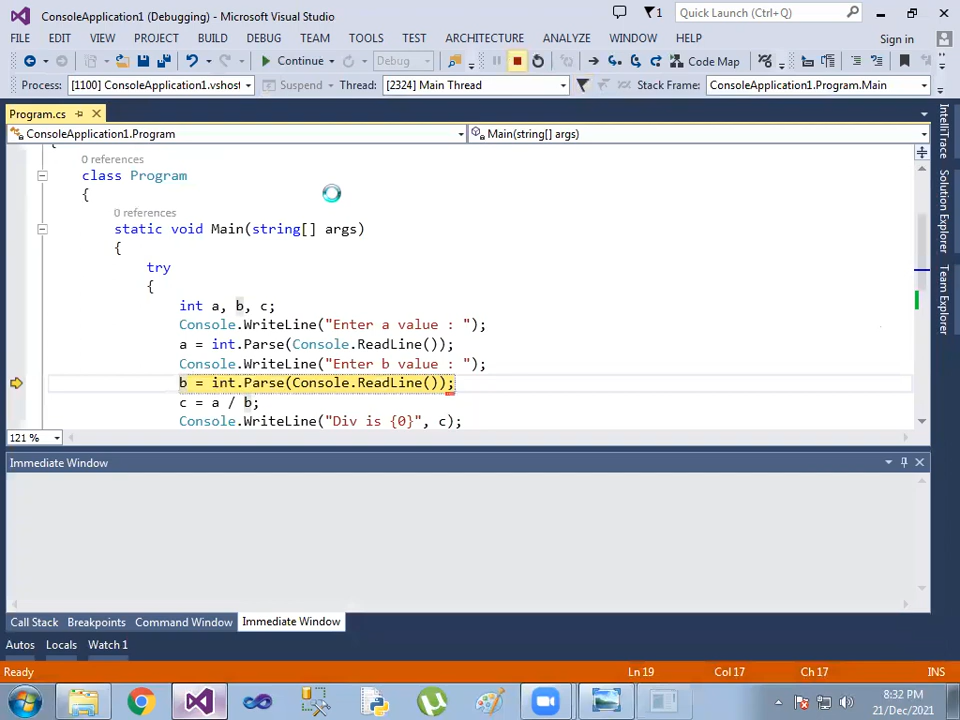 ConsoleApplication1 (Debugging) - Microsoft Visual Studio
1
Quick Launch (Ctrl+Q)
FILE EDIT VIEW PROJECT BUILD DEBUG TEAM TOOLS TEST ARCHITECTURE ANALYZE WINDOW HELP Sign in
Continue Debug Code Map
Process: [1100] ConsoleApplication1.vshost Suspend Thread: [2324] Main Thread Stack Frame: ConsoleApplication1.Program.Main
Program.cs
ConsoleApplication1.Program Main(string[] args)
0 references
class Program
{
0 references
static void Main(string[] args)
{
try
{
int a, b, c;
Console.WriteLine("Enter a value : ");
a = int.Parse(Console.ReadLine());
Console.WriteLine("Enter b value : ");
b = int.Parse(Console.ReadLine());
c = a / b;
Console.WriteLine("Div is {0}", c);
121 %
IntelliTrace
Solution Explorer
Team Explorer
Immediate Window
Call Stack Breakpoints Command Window Immediate Window
Autos Locals Watch 1
Ready Ln 19 Col 17 Ch 17 INS
8:32 PM
21/Dec/2021